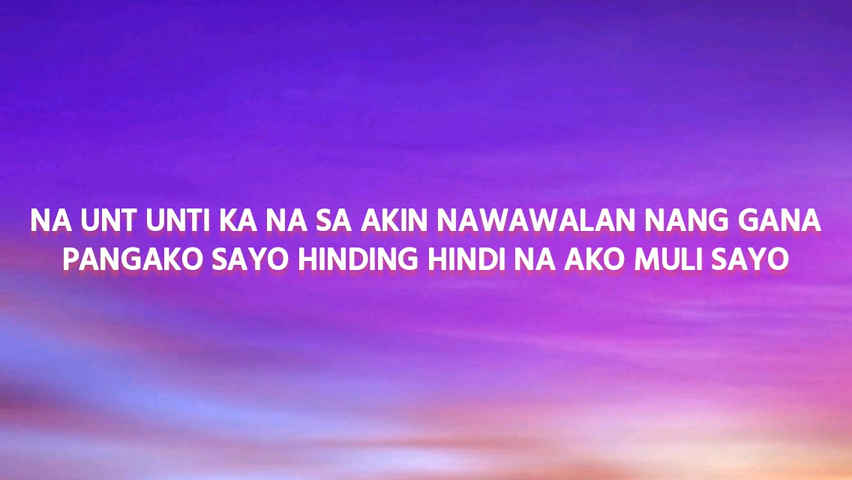 NA UNT UNTI KA NA SA AKIN NAWAWALAN NANG GANA
PANGAKO SAYO HINDING HINDI NA AKO MULI SAYO